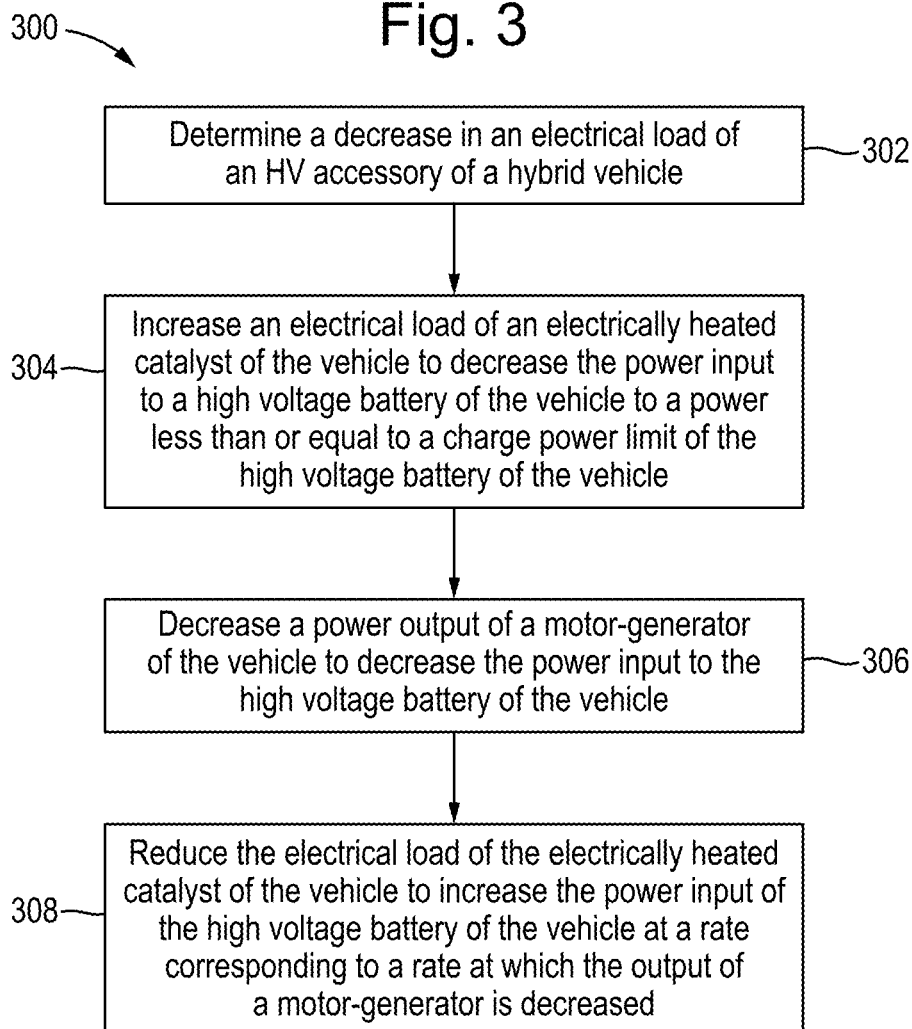 Fig. 3
300
Determine a decrease in an electrical load of
an HV accessory of a hybrid vehicle
302
Increase an electrical load of an electrically heated
catalyst of the vehicle to decrease the power input
to a high voltage battery of the vehicle to a power
less than or equal to a charge power limit of the
high voltage battery of the vehicle
304
Decrease a power output of a motor-generator
of the vehicle to decrease the power input to the
high voltage battery of the vehicle
306
Reduce the electrical load of the electrically heated
catalyst of the vehicle to increase the power input of
the high voltage battery of the vehicle at a rate
corresponding to a rate at which the output of
a motor-generator is decreased
308